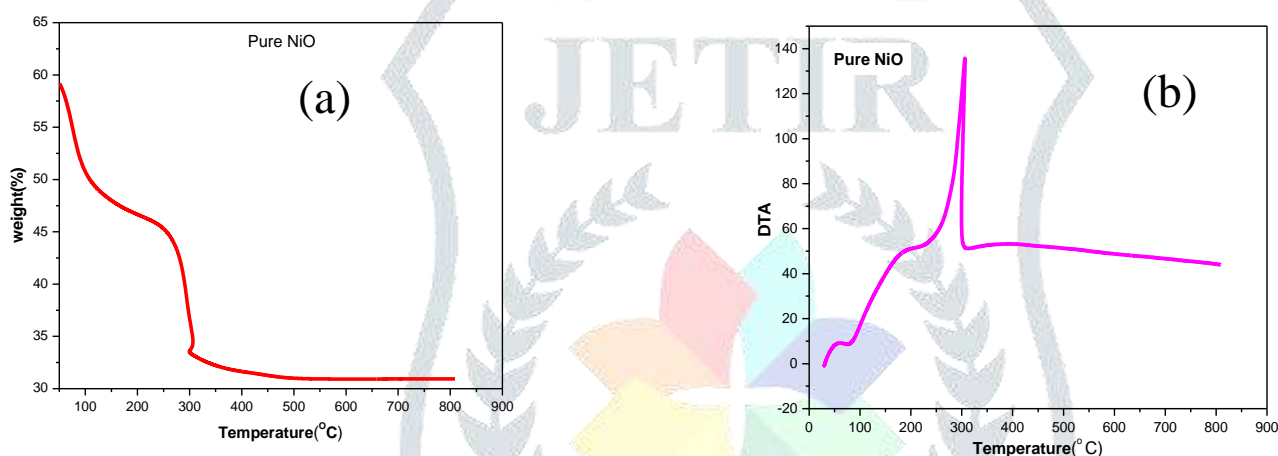 Pure NiO
(a)
weight(%)
65
60
55
50
45
40
35
30
100 200 300 400 500 600 700 800 900
Temperature(°C)
JETIR
Pure NiO
(b)
DTA
140
120
100
80
60
40
20
0
-20
0 100 200 300 400 500 600 700 800 900
Temperature(°C)